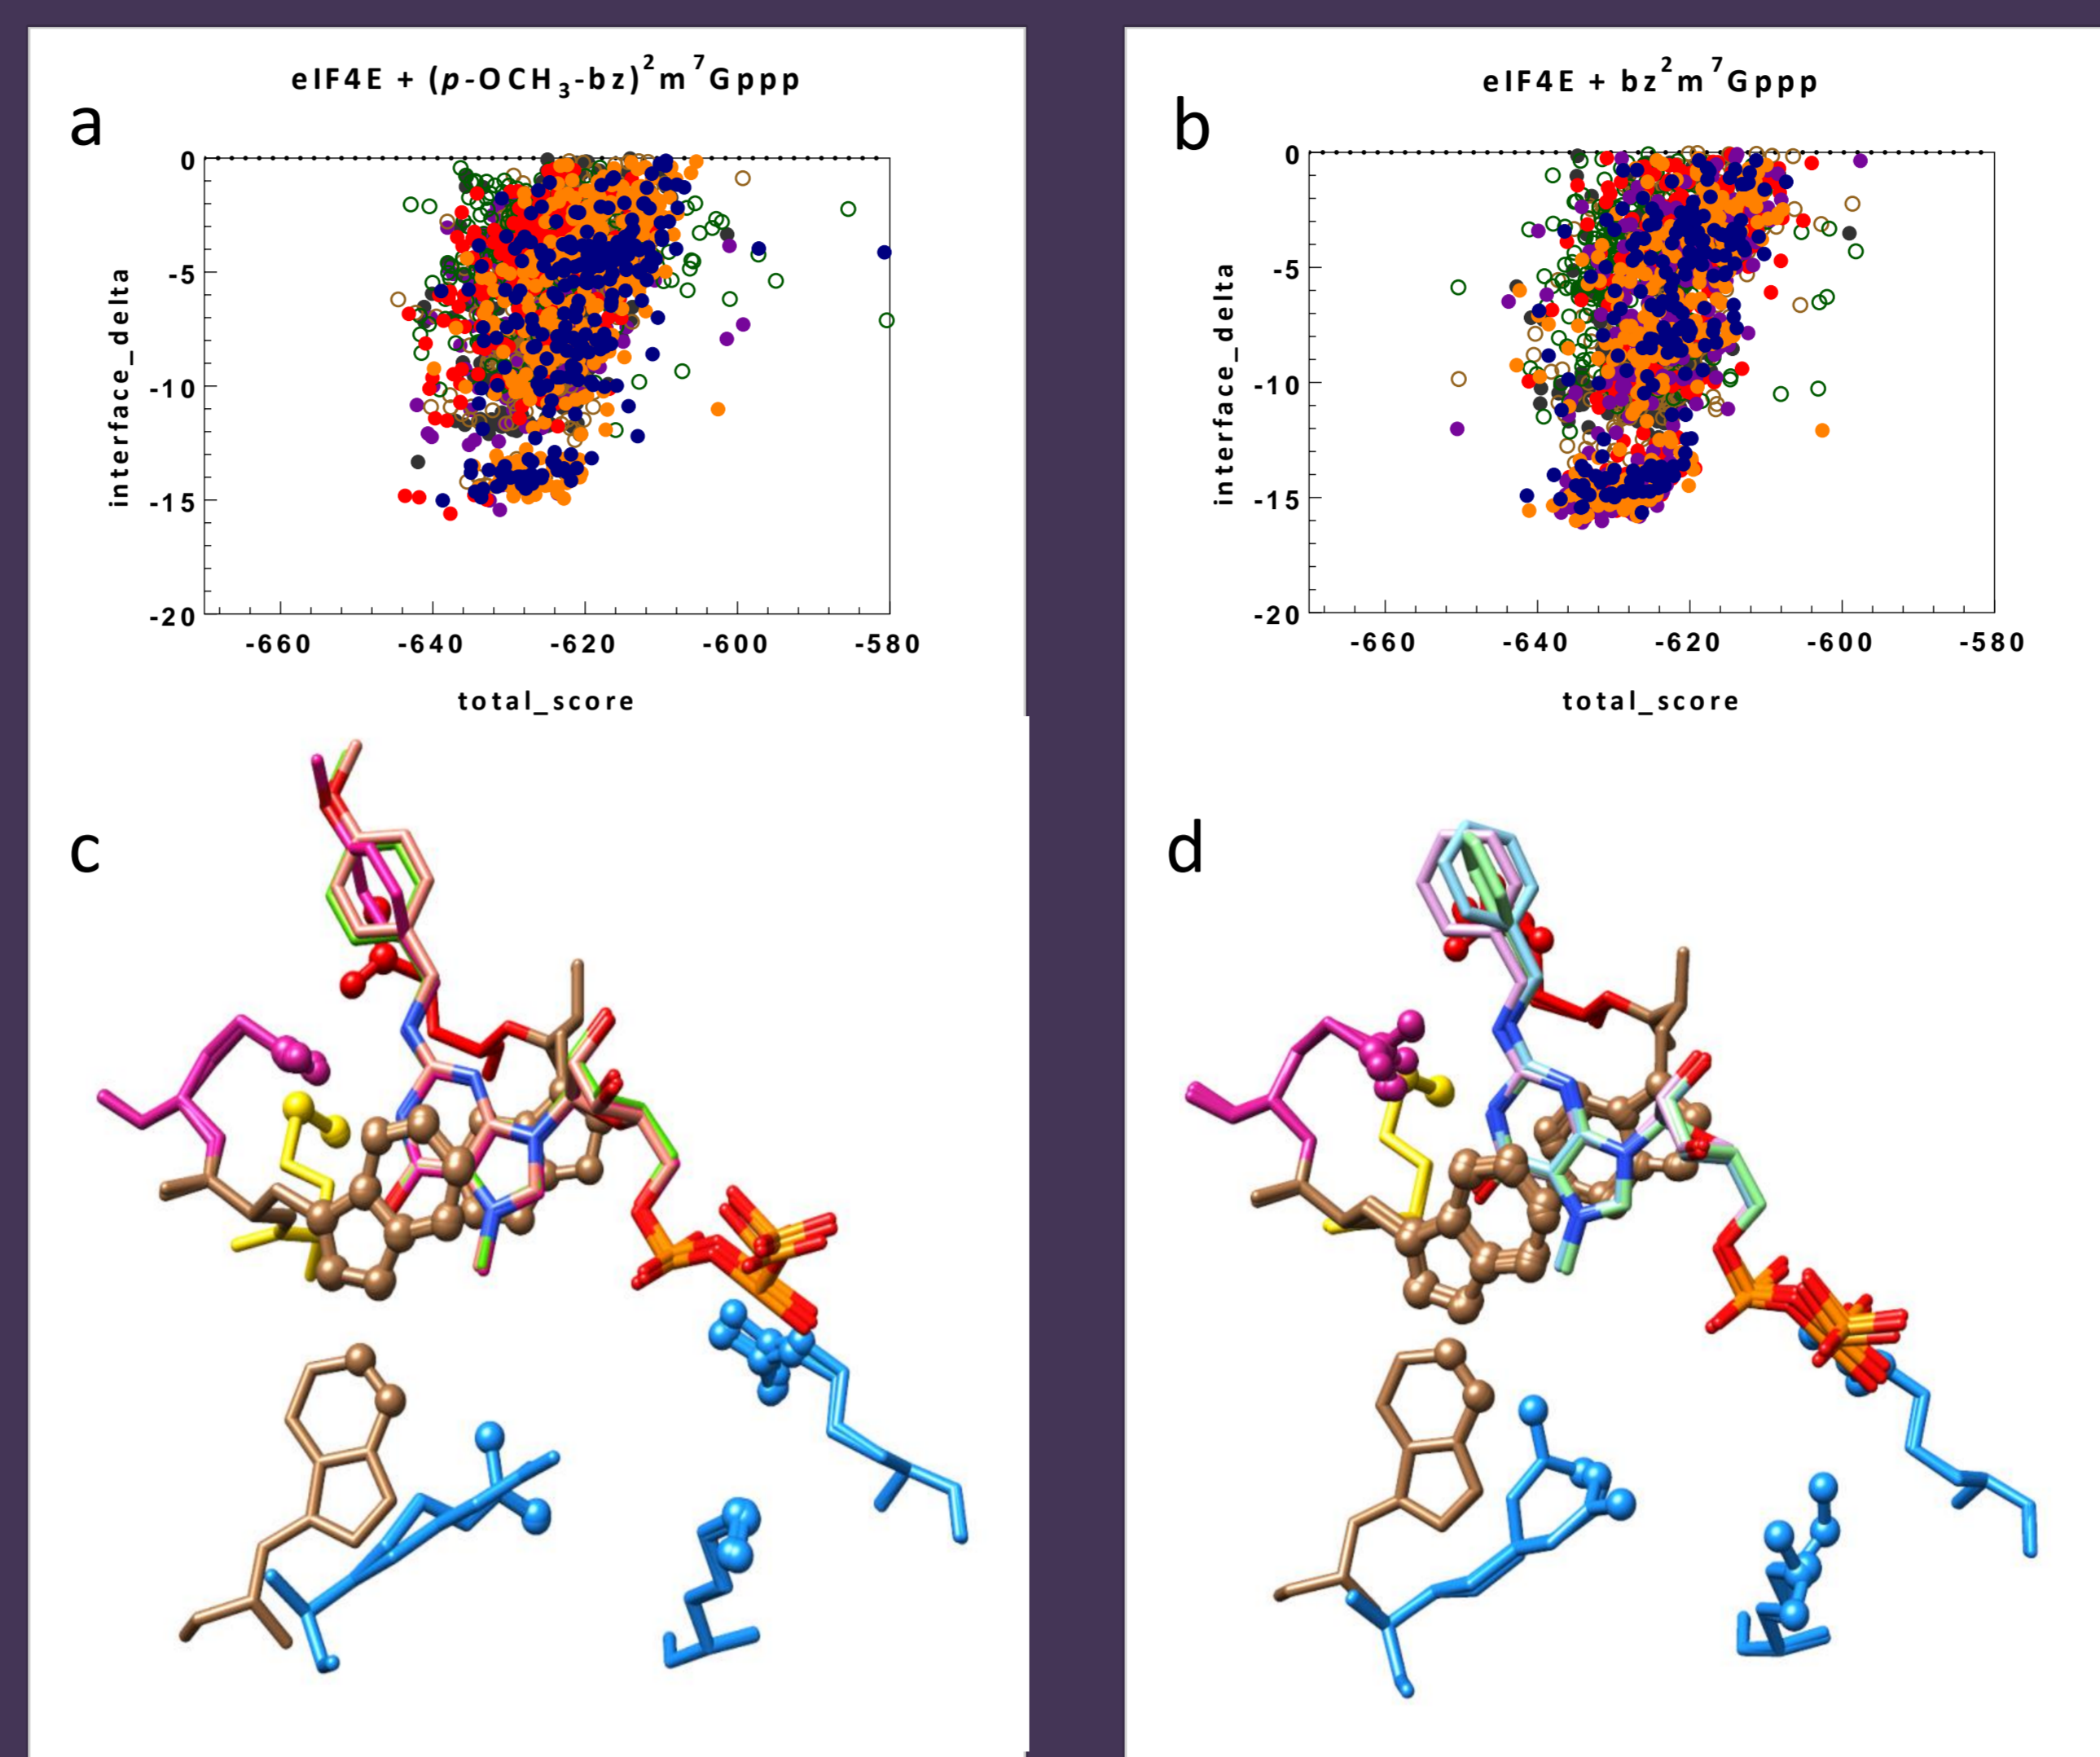 eIF4E + (p-OCH₃-bz)²m⁷Gppp
a
0
-5
-10
-15
-20
interface_delta
-660 -640 -620 -600 -580
total_score
eIF4E + bz²m⁷Gppp
b
0
-5
-10
-15
-20
interface_delta
-660 -640 -620 -600 -580
total_score
c
d